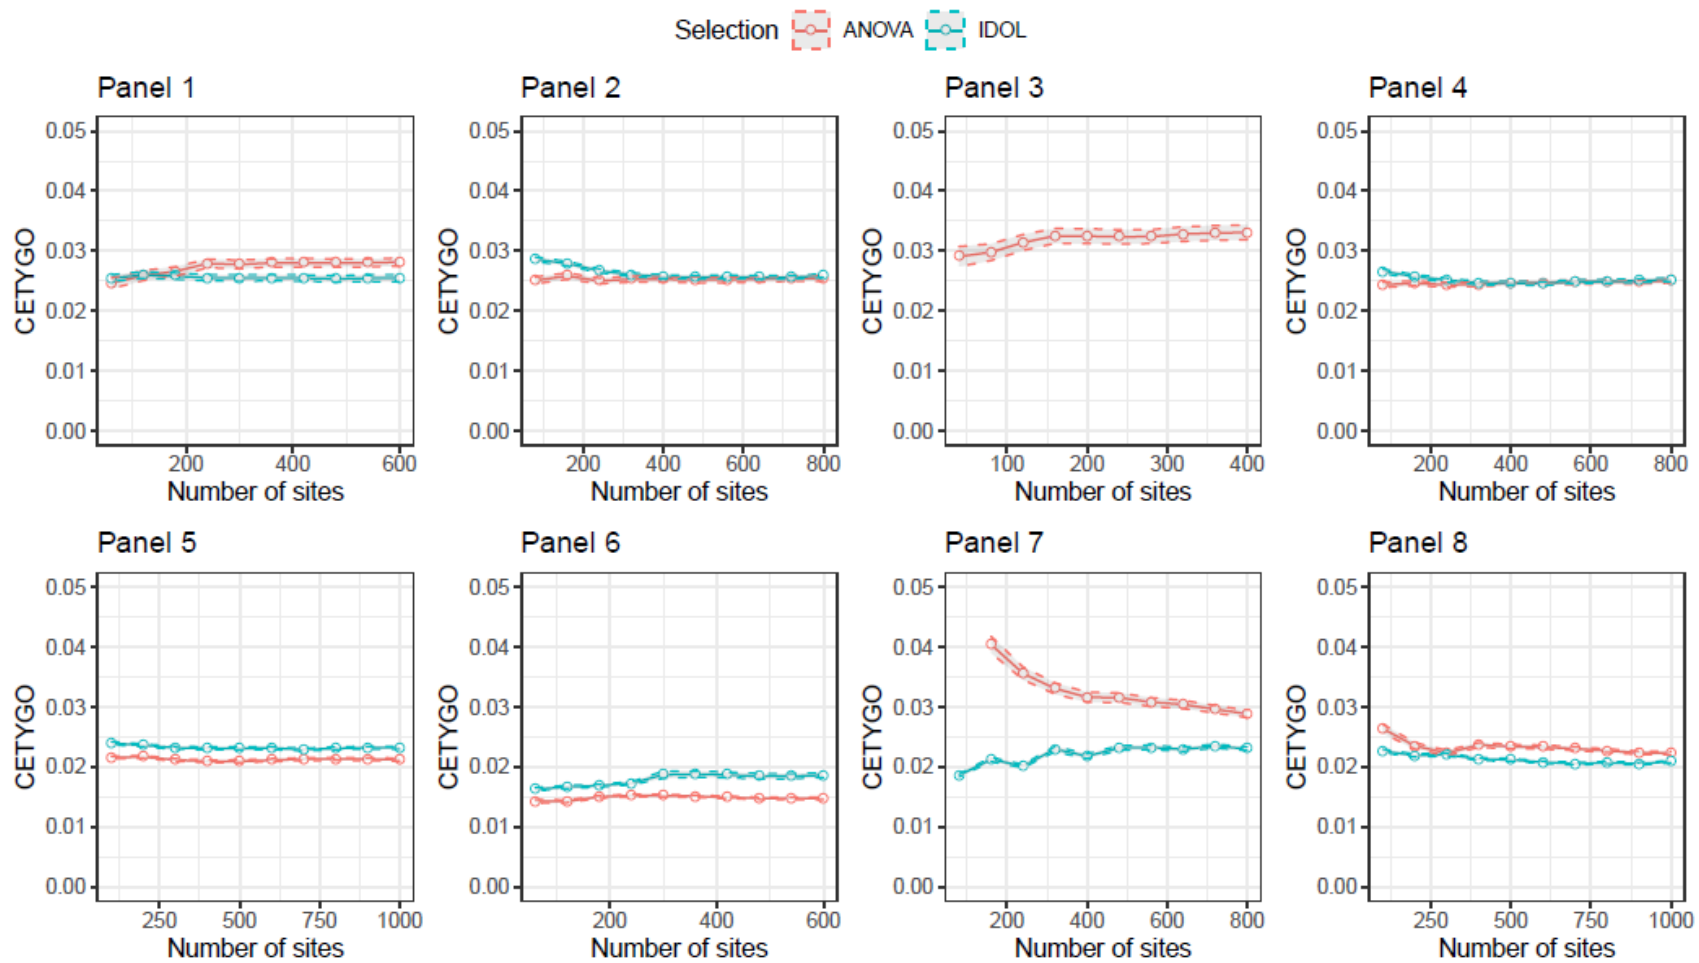 Selection ANOVA IDOL
Panel 1 Panel 2 Panel 3 Panel 4
0.05 0.05 0.05 0.05
0.04 0.04 0.04 0.04
0.03 0.03 0.03 0.03
0.02 0.02 0.02 0.02
0.01 0.01 0.01 0.01
0.00 0.00 0.00 0.00
CETYGO CETYGO CETYGO CETYGO
200 400 600 200 400 600 800 100 200 300 400 200 400 600 800
Number of sites Number of sites Number of sites Number of sites
Panel 5 Panel 6 Panel 7 Panel 8
0.05 0.05 0.05 0.05
0.04 0.04 0.04 0.04
0.03 0.03 0.03 0.03
0.02 0.02 0.02 0.02
0.01 0.01 0.01 0.01
0.00 0.00 0.00 0.00
CETYGO CETYGO CETYGO CETYGO
250 500 750 1000 200 400 600 200 400 600 800 250 500 750 1000
Number of sites Number of sites Number of sites Number of sites